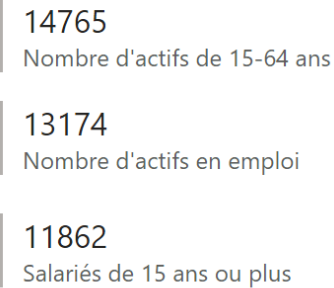 14765
Nombre d'actifs de 15-64 ans
13174
Nombre d'actifs en emploi
11862
Salariés de 15 ans ou plus